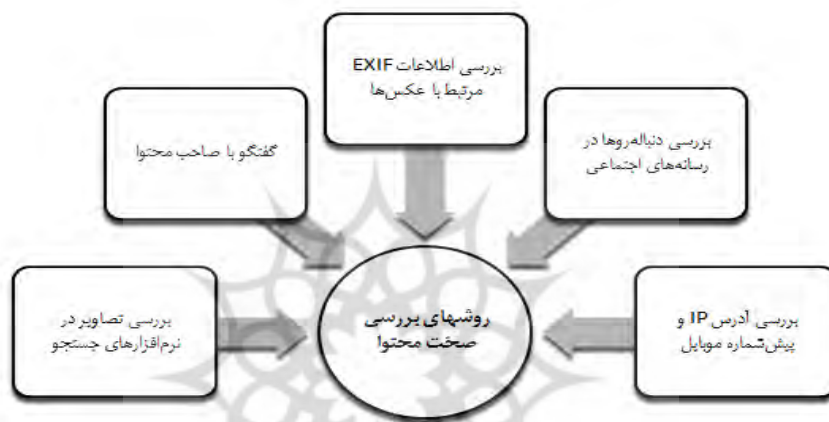 بررسی اطلاعات EXIF
مرتبط با عکس‌ها
بررسی دنباله‌روها در
رسانه‌های اجتماعی
گفتگو با صاحب محتوا
بررسی آدرس IP و
پیش‌شماره موبایل
روشهای بررسی
صخت محتوا
بررسی تصاویر در
نرم‌افزارهای جستجو